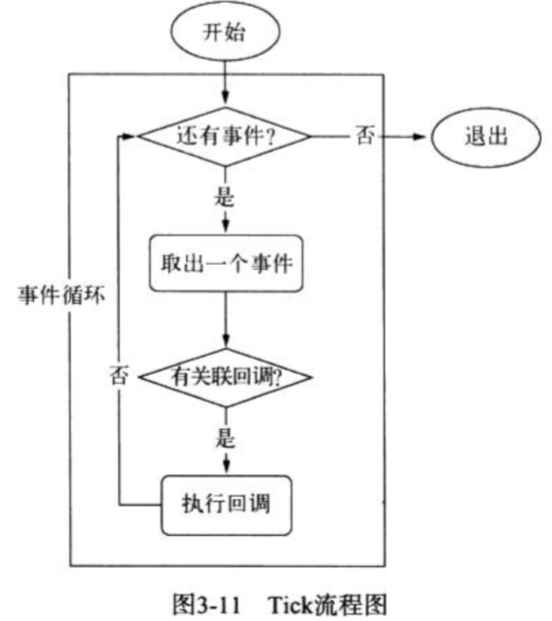 开始
还有事件?
否
退出
是
取出一个事件
事件循环
有关联回调?
否
是
执行回调
图3-11 Tick流程图